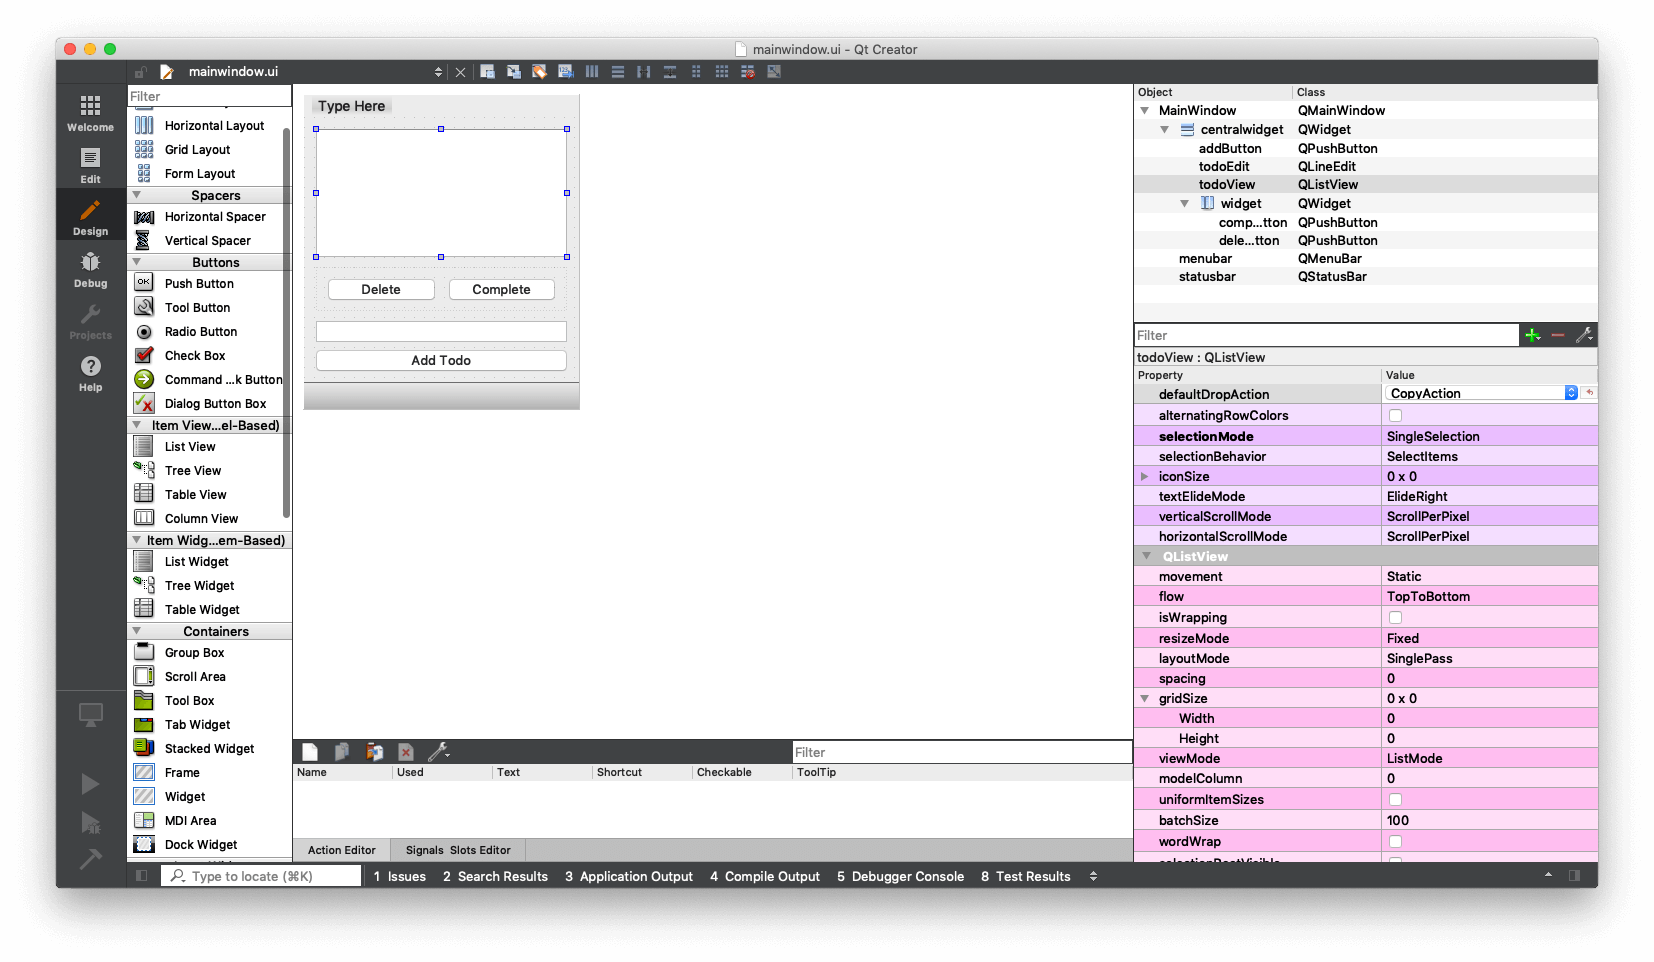 mainwindow.ui - Qt Creator
mainwindow.ui
Welcome
Edit
Design
Debug
Projects
Help
Filter
Horizontal Layout
Grid Layout
Form Layout
Spacers
Horizontal Spacer
Vertical Spacer
Buttons
OK
Push Button
Tool Button
Radio Button
Check Box
Command ...k Button
Dialog Button Box
Item View...el-Based)
List View
Tree View
Table View
Column View
Item Widg...em-Based)
List Widget
Tree Widget
Table Widget
Containers
Group Box
Scroll Area
Tool Box
Tab Widget
Stacked Widget
Frame
Widget
MDI Area
Dock Widget
Type Here
Delete Complete
Add Todo
Filter
Name Used Text Shortcut Checkable ToolTip
Action Editor Signals Slots Editor
Object Class
MainWindow QMainWindow
centralwidget QWidget
addButton QPushButton
todoEdit QLineEdit
todoView QListView
widget QWidget
comp...tton QPushButton
dele...tton QPushButton
menubar QMenuBar
statusbar QStatusBar
Filter
todoView : QListView
Property Value
defaultDropAction CopyAction
alternatingRowColors
selectionMode SingleSelection
selectionBehavior SelectItems
iconSize 0 x 0
textElideMode ElideRight
verticalScrollMode ScrollPerPixel
horizontalScrollMode ScrollPerPixel
QListView
movement Static
flow TopToBottom
isWrapping
resizeMode Fixed
layoutMode SinglePass
spacing 0
gridSize 0 x 0
Width 0
Height 0
viewMode ListMode
modelColumn 0
uniformItemSizes
batchSize 100
wordWrap
Type to locate (⌘K) 1 Issues 2 Search Results 3 Application Output 4 Compile Output 5 Debugger Console 8 Test Results